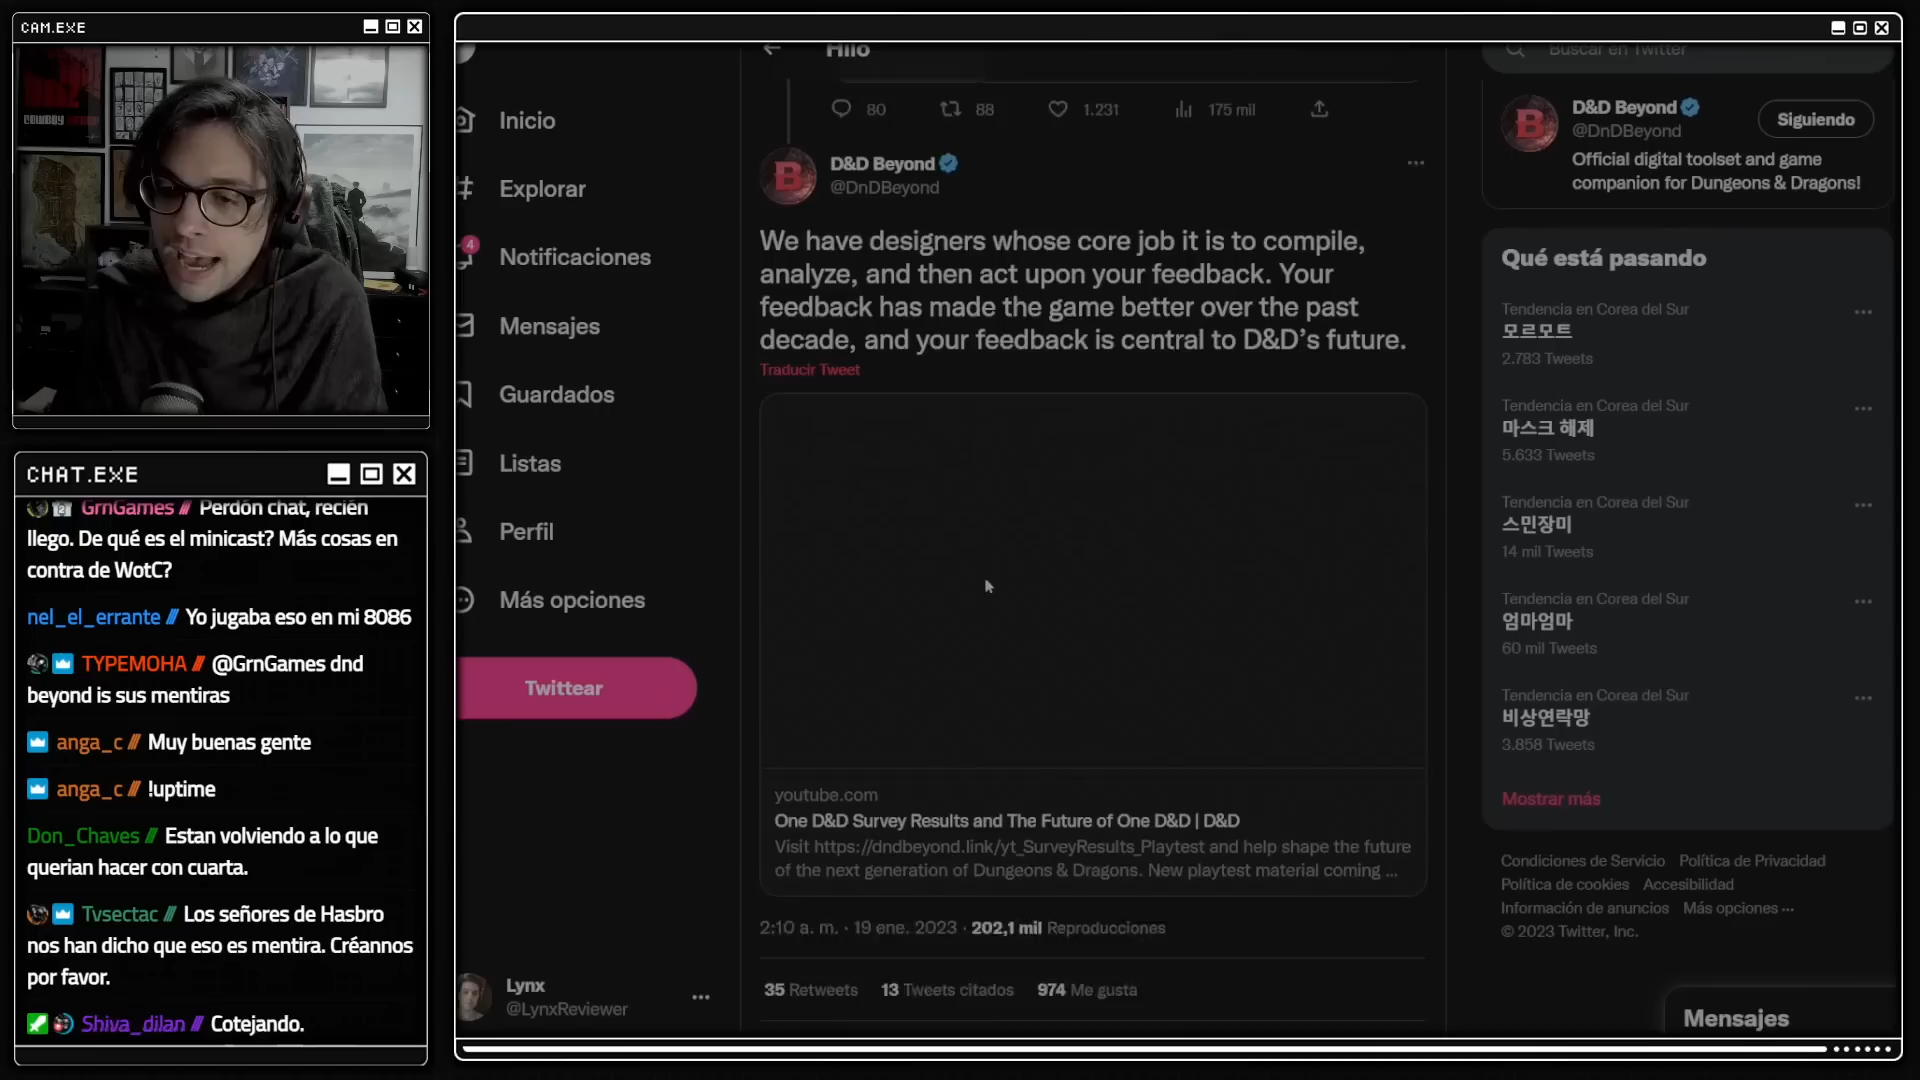 CAM.EXE
CHAT.EXE
GrnGames // Perdón chat, recién
llego. De qué es el minicast? Más cosas en
contra de WotC?
nel_el_errante // Yo jugaba eso en mi 8086
TYPEMOHA // @GrnGames dnd
beyond is sus mentiras
anga_c // Muy buenas gente
anga_c // !uptime
Don_Chaves // Estan volviendo a lo que
querian hacer con cuarta.
Tvsectac // Los señores de Hasbro
nos han dicho que eso es mentira. Créannos
por favor.
Shiva_dilan // Cotejando.
Inicio
Explorar
4
Notificaciones
Mensajes
Guardados
Listas
Perfil
Más opciones
Twittear
Lynx
@LynxReviewer
Hilo
80 88 1.231 175 mil
D&D Beyond
@DnDBeyond
We have designers whose core job it is to compile,
analyze, and then act upon your feedback. Your
feedback has made the game better over the past
decade, and your feedback is central to D&D’s future.
Traducir Tweet
youtube.com
One D&D Survey Results and The Future of One D&D | D&D
Visit https://dndbeyond.link/yt_SurveyResults_Playtest and help shape the future
of the next generation of Dungeons & Dragons. New playtest material coming ...
2:10 a. m. · 19 ene. 2023 · 202,1 mil Reproducciones
35 Retweets 13 Tweets citados 974 Me gusta
Buscar en Twitter
D&D Beyond
@DnDBeyond
Siguiendo
Official digital toolset and game
companion for Dungeons & Dragons!
Qué está pasando
Tendencia en Corea del Sur
모르모트
2.783 Tweets
Tendencia en Corea del Sur
마스크 해제
5.633 Tweets
Tendencia en Corea del Sur
스민장미
14 mil Tweets
Tendencia en Corea del Sur
엄마엄마
60 mil Tweets
Tendencia en Corea del Sur
비상연락망
3.858 Tweets
Mostrar más
Condiciones de Servicio Política de Privacidad
Política de cookies Accesibilidad
Información de anuncios Más opciones ···
© 2023 Twitter, Inc.
Mensajes